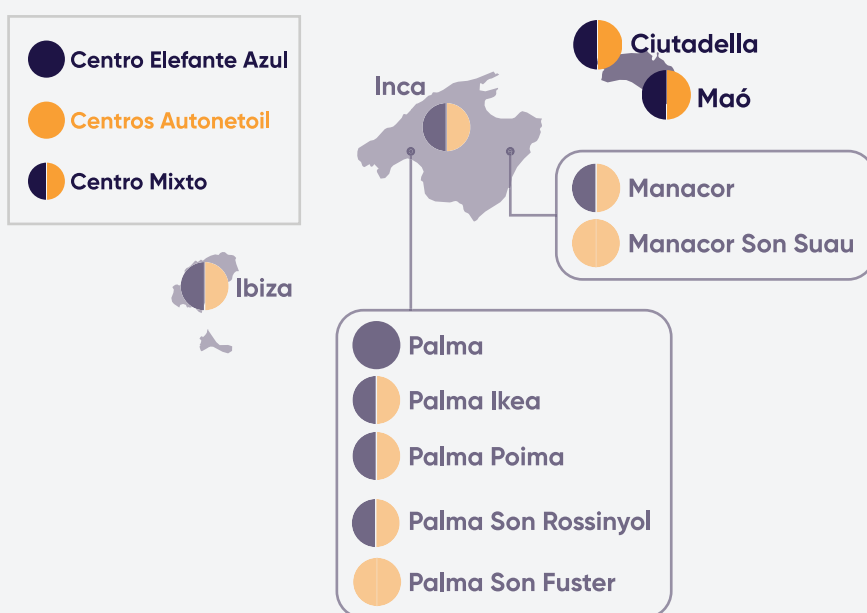 Centro Elefante Azul
Centros Autonetoil
Centro Mixto
Inca
Ciutadella
Maó
Manacor
Manacor Son Suau
Ibiza
Palma
Palma Ikea
Palma Poima
Palma Son Rossinyol
Palma Son Fuster